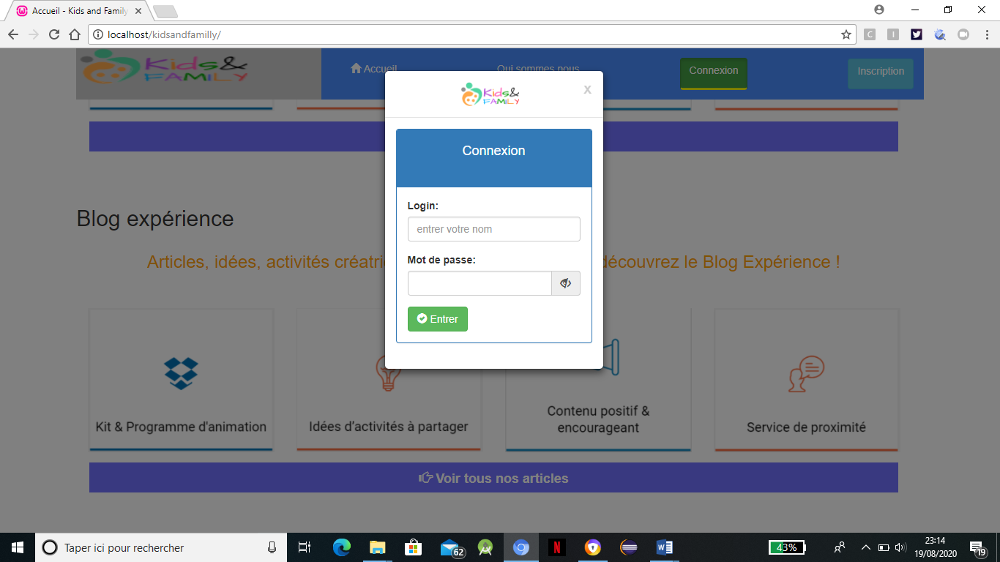 Accueil - Kids and Family
localhost/kidsandfamilly/
Kids&
FAMILY
Accueil
Qui sommes nous
Connexion
Inscription
Kids&
FAMILY
x
Connexion
Login:
entrer votre nom
Mot de passe:
Entrer
Blog expérience
Articles, idées, activités créatri
découvrez le Blog Expérience !
Kit & Programme d'animation
Idées d'activités à partager
Contenu positif &
encourageant
Service de proximité
Voir tous nos articles
Taper ici pour rechercher
62
N
43%
23:14
19/08/2020
19